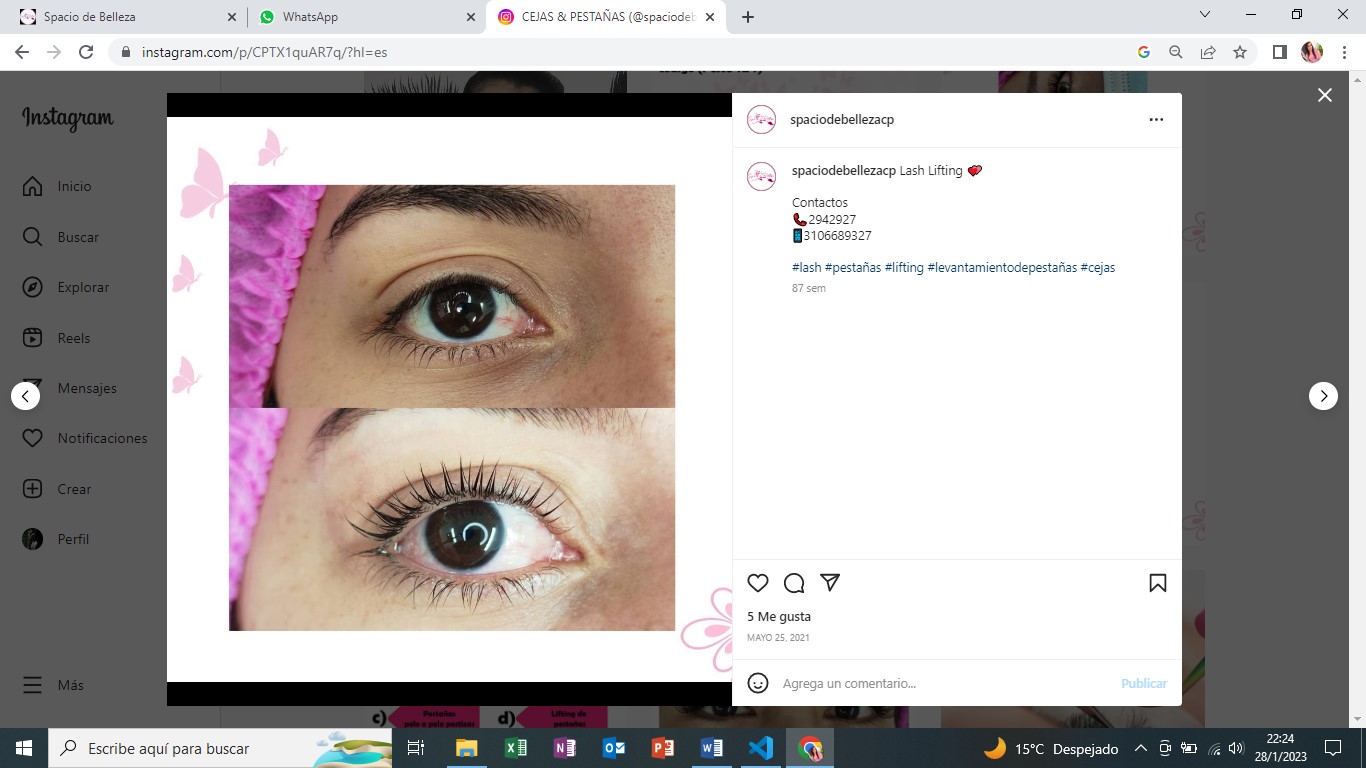 Spacio de Belleza
WhatsApp
CEJAS & PESTAÑAS (@spaciodeb
instagram.com/p/CPTX1quAR7q/?hl=es
Instagram
Inicio
Buscar
Explorar
Reels
Mensajes
Notificaciones
Crear
Perfil
Más
spaciodebellezacp
spaciodebellezacp Lash Lifting 💕
Contactos
📞2942927
📱3106689327
#lash #pestañas #lifting #levantamientodepestañas #cejas
87 sem
5 Me gusta
MAYO 25, 2021
Agrega un comentario...
Publicar
c) Pestañas
pelo a pelo postizas
d) Lifting de
pestañas
Escribe aquí para buscar
15°C Despejado
22:24
28/1/2023